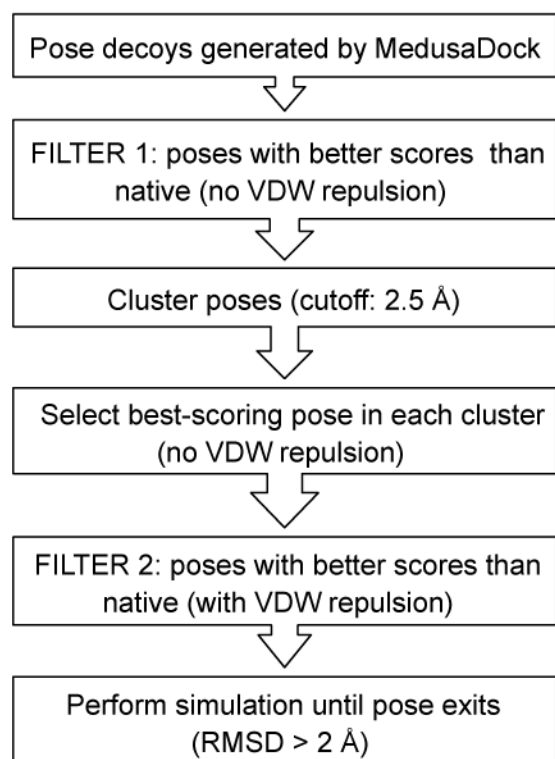 Pose decoys generated by MedusaDock
FILTER 1: poses with better scores than
native (no VDW repulsion)
Cluster poses (cutoff: 2.5 Å)
Select best-scoring pose in each cluster
(no VDW repulsion)
FILTER 2: poses with better scores than
native (with VDW repulsion)
Perform simulation until pose exits
(RMSD > 2 Å)